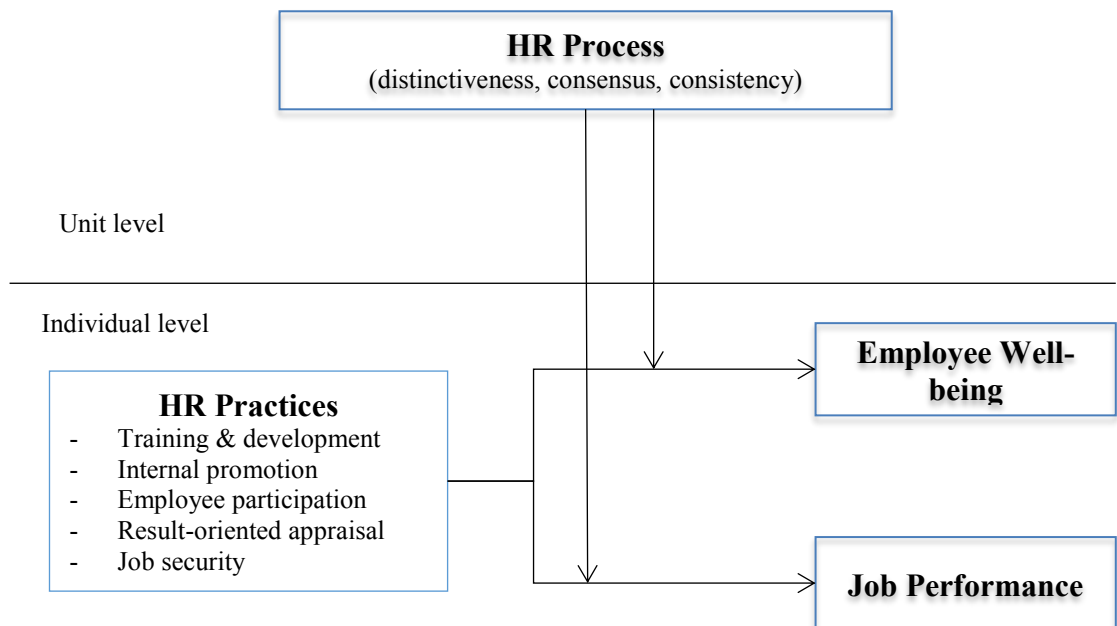 HR Process
(distinctiveness, consensus, consistency)
Unit level
Individual level
HR Practices
- Training & development
- Internal promotion
- Employee participation
- Result-oriented appraisal
- Job security
Employee Well-
being
Job Performance